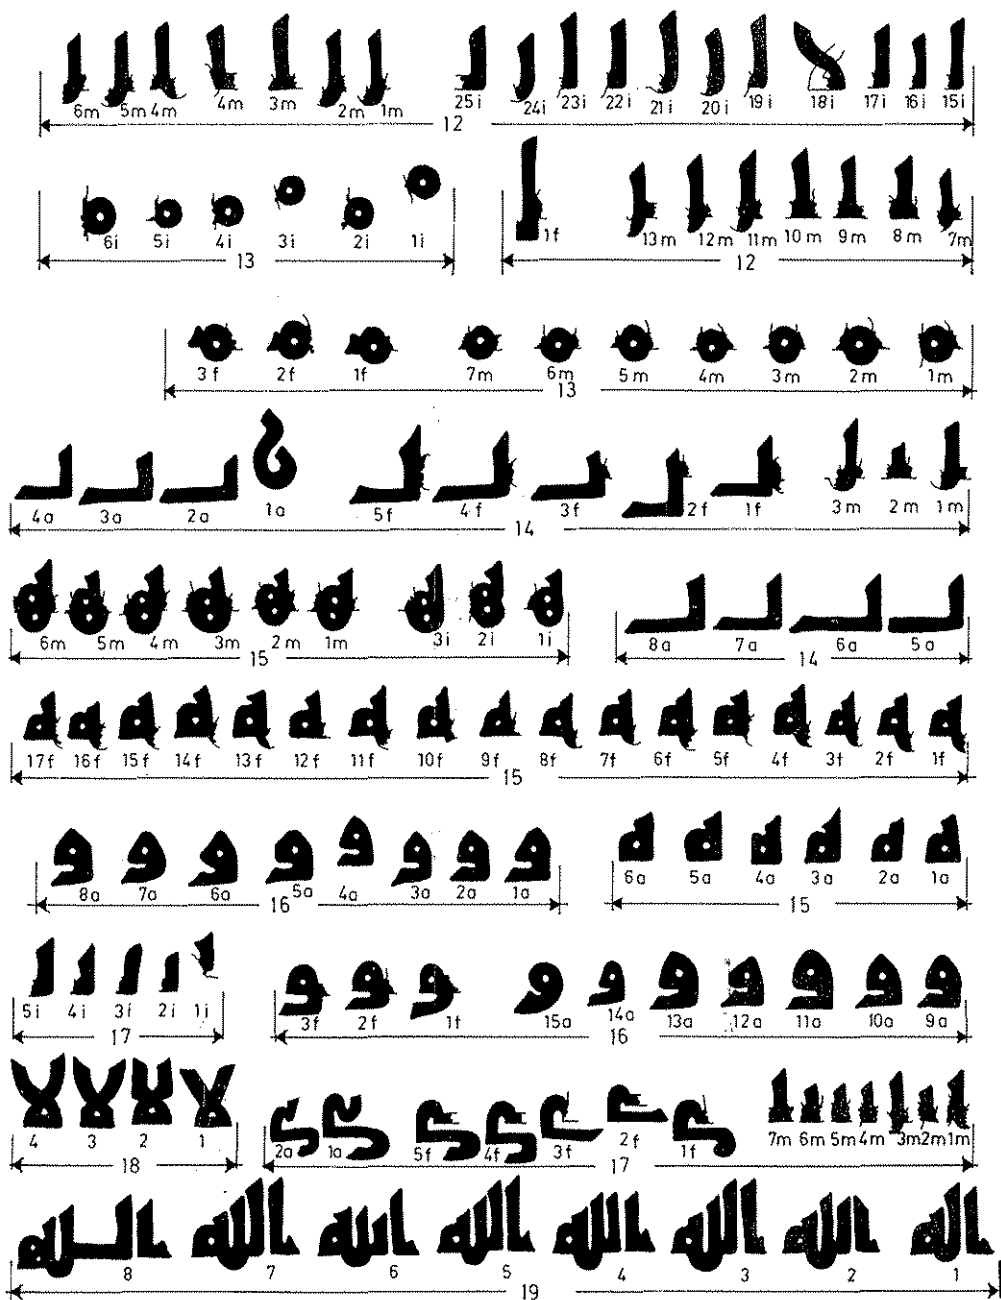 6m 5m 4m 4m 3m 2m 1m 25i 24i 23i 22i 21i 20i 19i 18i 17i 16i 15i
12
6i 5i 4i 3i 2i 1i 1f 13m 12m 11m 10m 9m 8m 7m
13 12
3f 2f 1f 7m 6m 5m 4m 3m 2m 1m
13
4a 3a 2a 1a 5f 4f 3f 2f 1f 3m 2m 1m
14
6m 5m 4m 3m 2m 1m 3i 2i 1i 8a 7a 6a 5a
15 14
17f 16f 15f 14f 13f 12f 11f 10f 9f 8f 7f 6f 5f 4f 3f 2f 1f
15
و و و و و و و و
8a 7a 6a 5a 4a 3a 2a 1a 6a 5a 4a 3a 2a 1a
16 15
5i 4i 3i 2i 1i 3f 2f 1f 15a 14a 13a 12a 11a 10a 9a
17 16
لا لا لا لا
4 3 2 1 2a 1a 5f 4f 3f 2f 1f 7m 6m 5m 4m 3m 2m 1m
18 17
الله الله الله الله الله الله الله الله
8 7 6 5 4 3 2 1
19